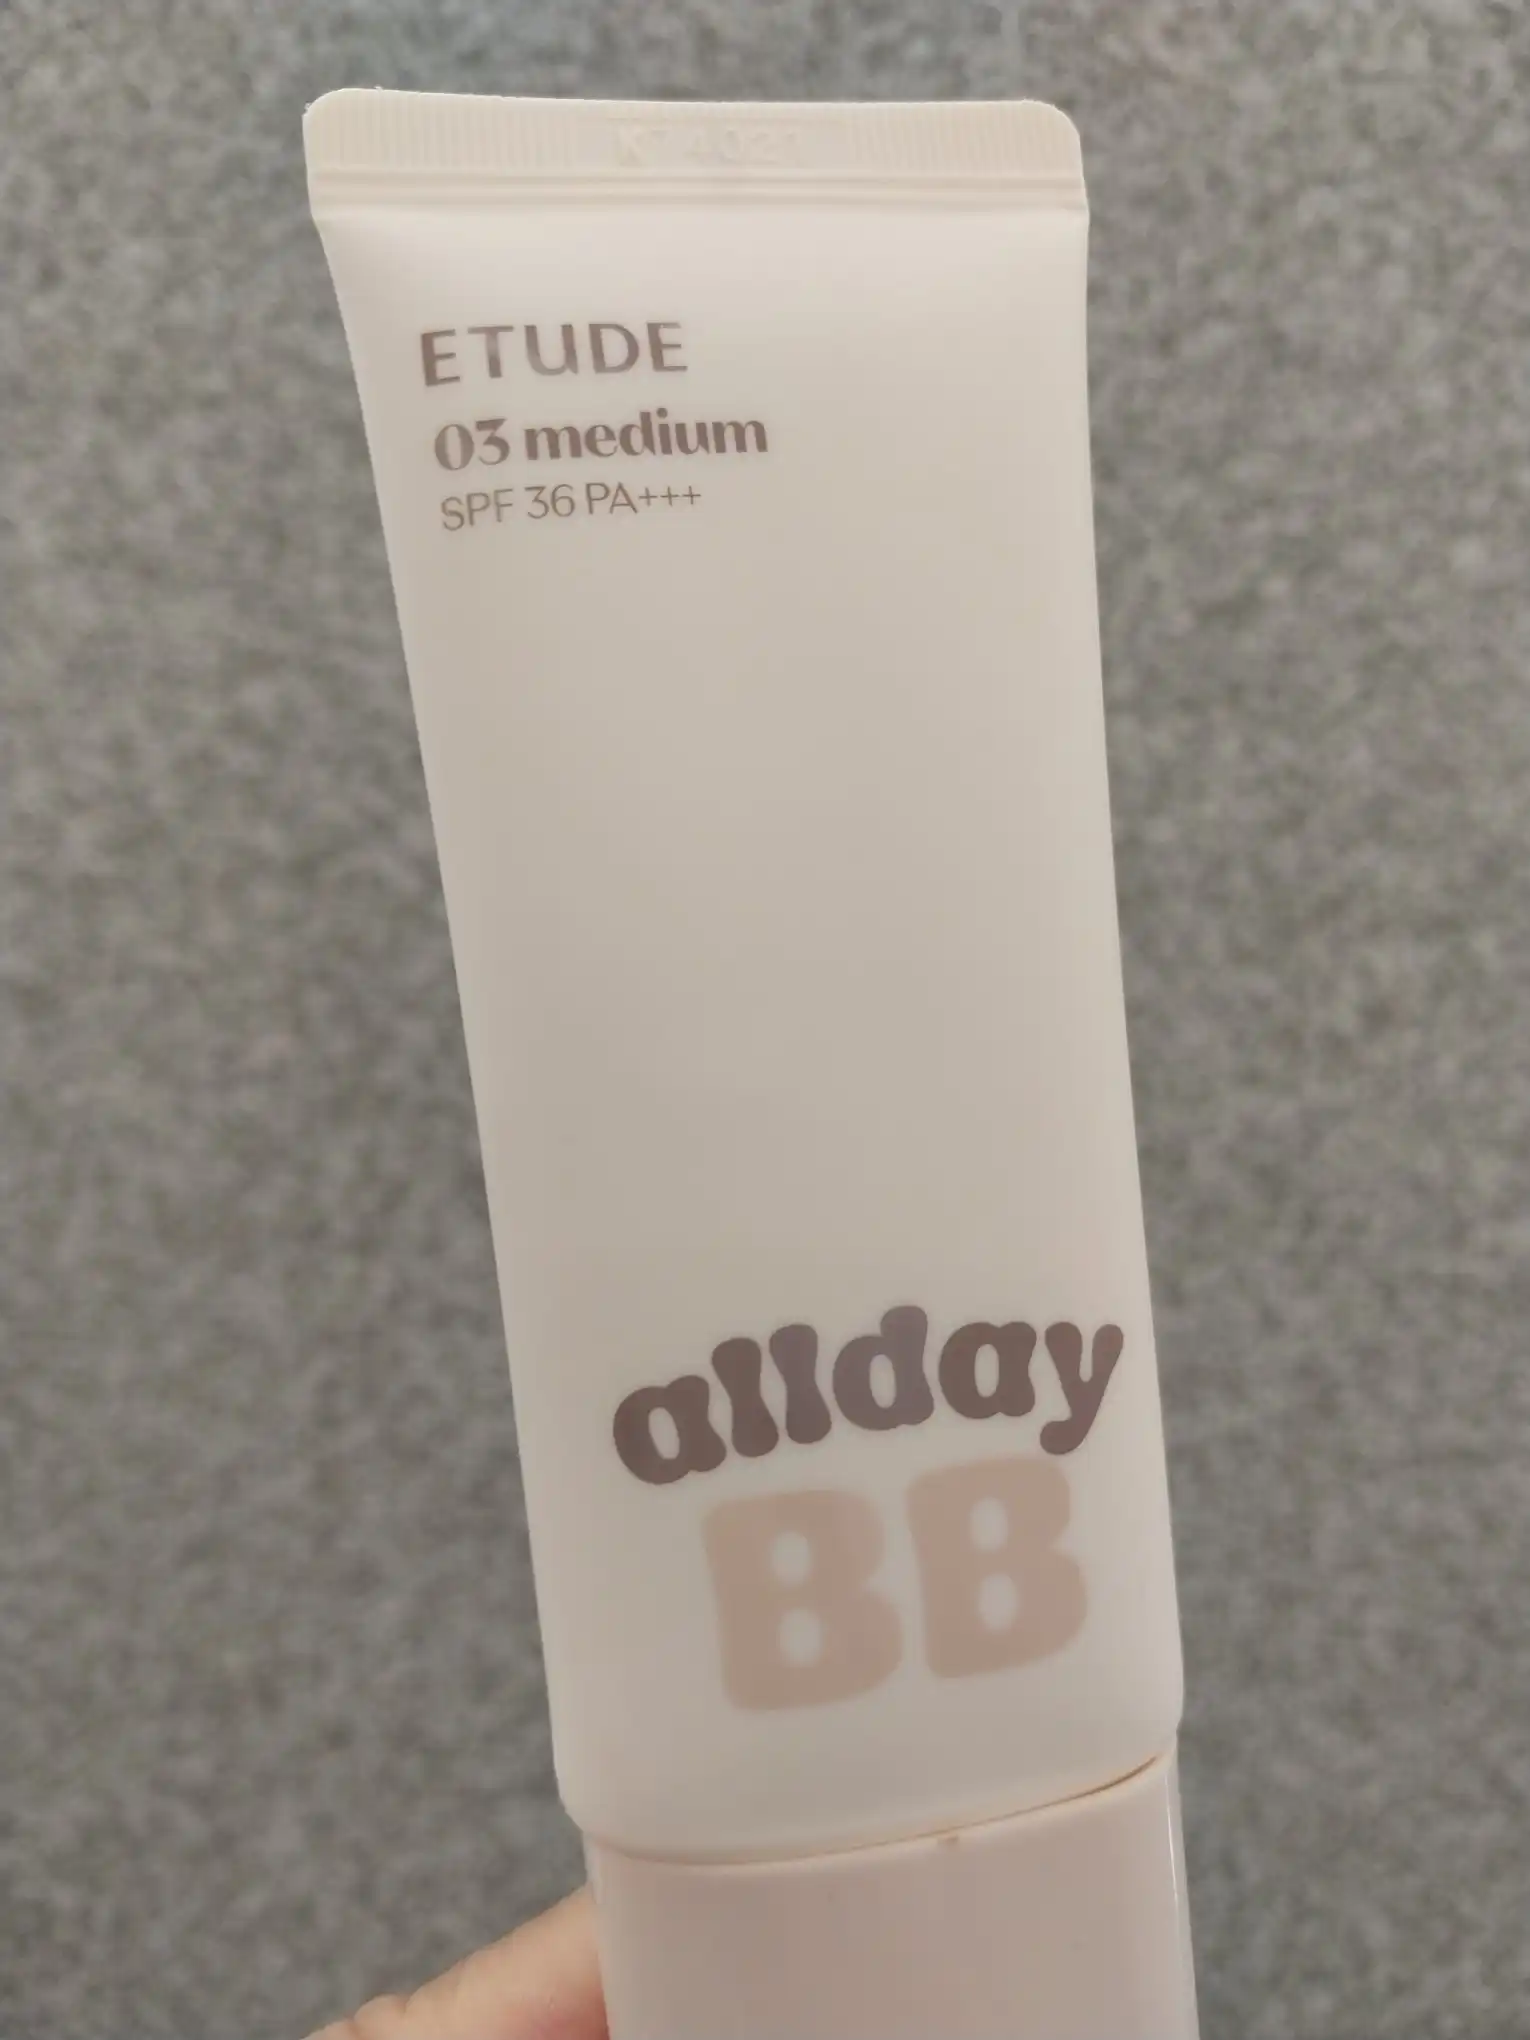 ETUDE
03 medium
SPF 36 PA+++
allday
BB